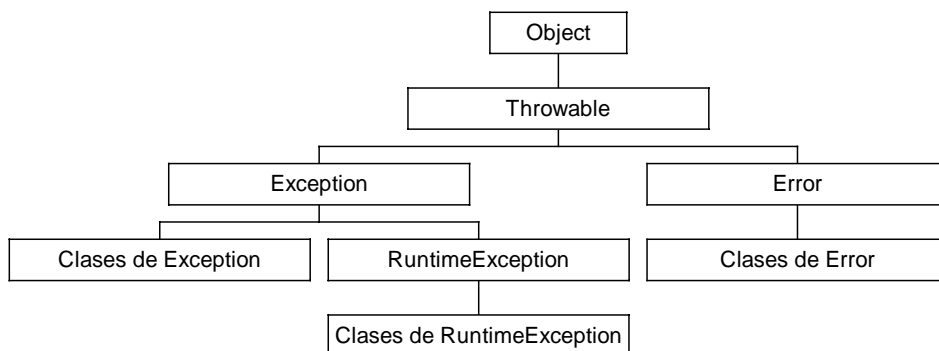 Object
Throwable
Exception
Error
Clases de Exception
RuntimeException
Clases de Error
Clases de RuntimeException